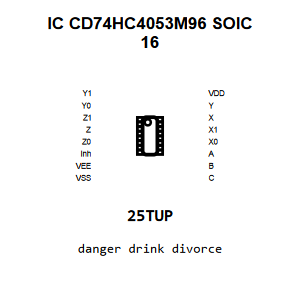 IC CD74HC4053M96 SOIC
16
Y1 VDD
Y0 Y
Z1 X
Z X1
Z0 X0
Inh A
VEE B
VSS C
25TUP
danger drink divorce